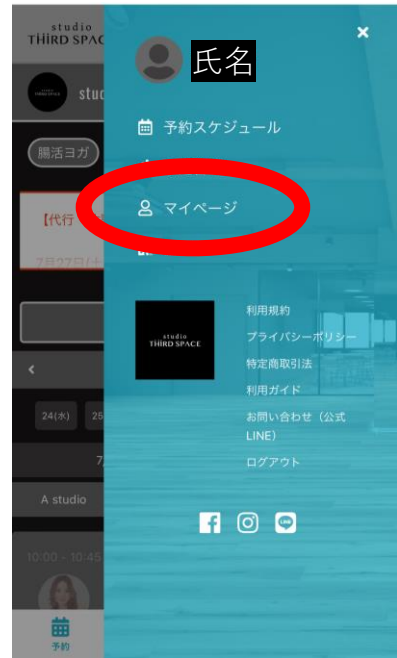 studio
THIRD SPAC
氏名
stud
予約スケジュール
腸活ヨガ
マイページ
【代行
7月27日(土
利用規約
プライバシーポリシー
studio
THIRD SPACE
特定商取引法
利用ガイド
24(水) 25
お問い合わせ（公式
LINE）
7
ログアウト
A studio
10:00 - 10:45
予約